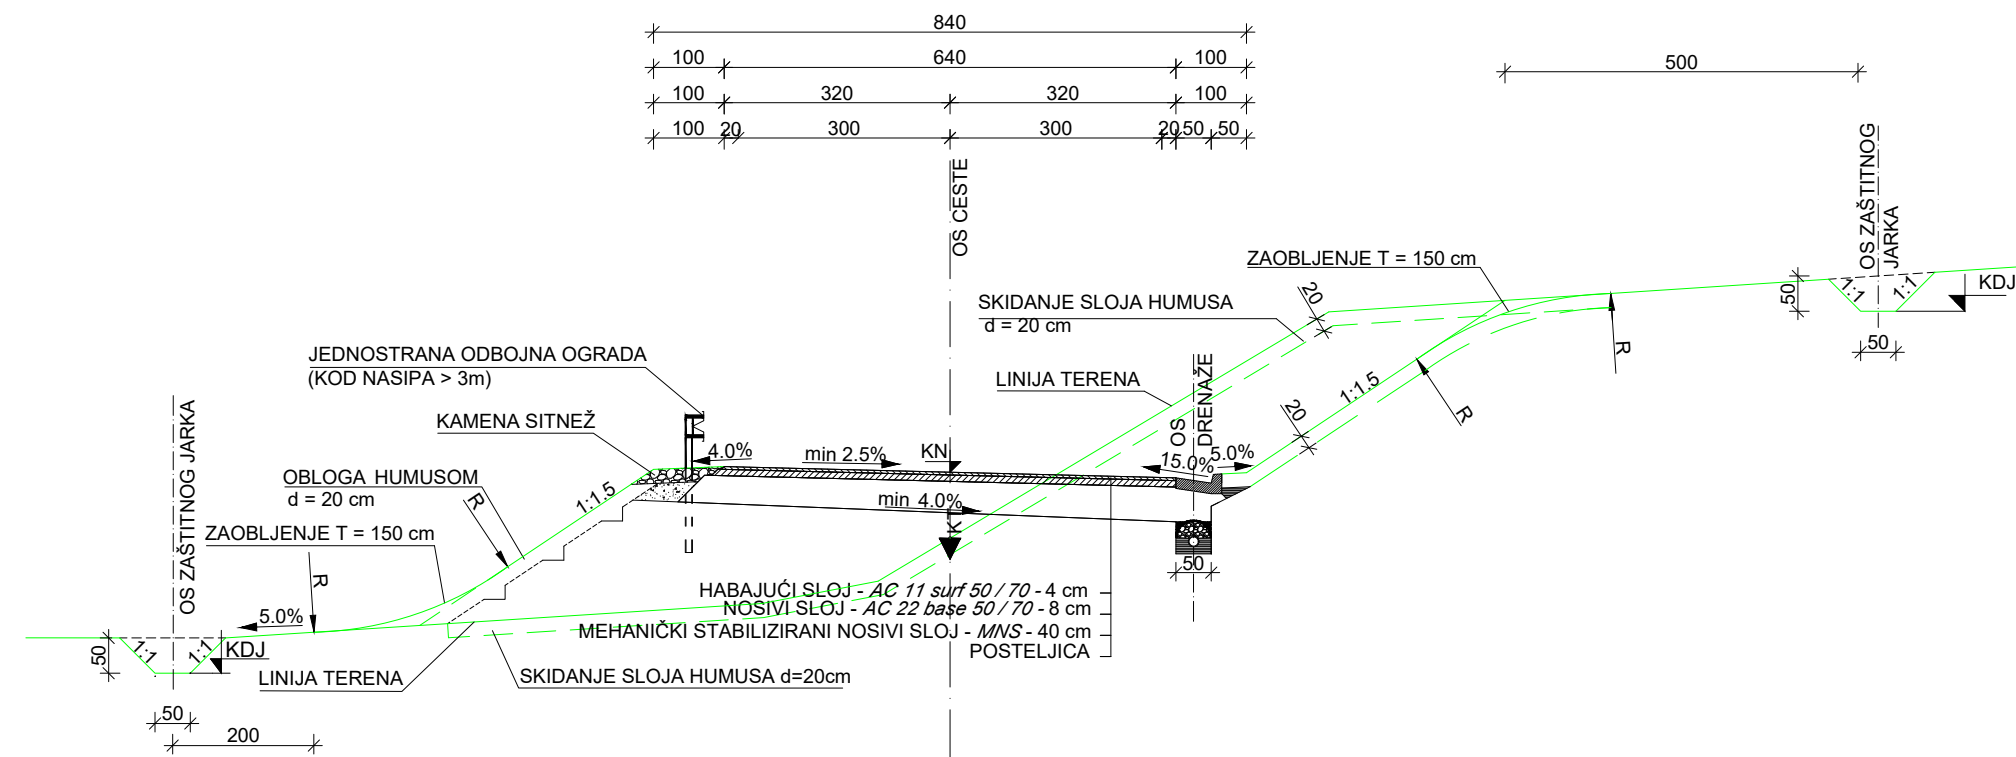 840
100 640 100
500
100 320 320 100
100 20 300 300 20 50 50
OS CESTE
OS ZAŠTITNOG
JARKA
ZAOBLJENJE T = 150 cm
SKIDANJE SLOJA HUMUSA
d = 20 cm
20
50
1:1
1:1
KDJ
50
R
LINIJA TERENA
OS
DRENAŽE
1:1.5
R
20
JEDNOSTRANA ODBOJNA OGRADA
(KOD NASIPA > 3m)
KAMENA SITNEŽ
4.0%
min 2.5%
KN
15.0%
5.0%
OBLOGA HUMUSOM
d = 20 cm
R
1:1.5
min 4.0%
ZAOBLJENJE T = 150 cm
OS ZAŠTITNOG JARKA
R
50
5.0%
HABAJUĆI SLOJ - AC 11 surf 50 / 70 - 4 cm
NOSIVI SLOJ - AC 22 base 50 / 70 - 8 cm
MEHANIČKI STABILIZIRANI NOSIVI SLOJ - MNS - 40 cm
POSTELJICA
50
1:1
1:1
KDJ
LINIJA TERENA
SKIDANJE SLOJA HUMUSA d=20cm
50
200